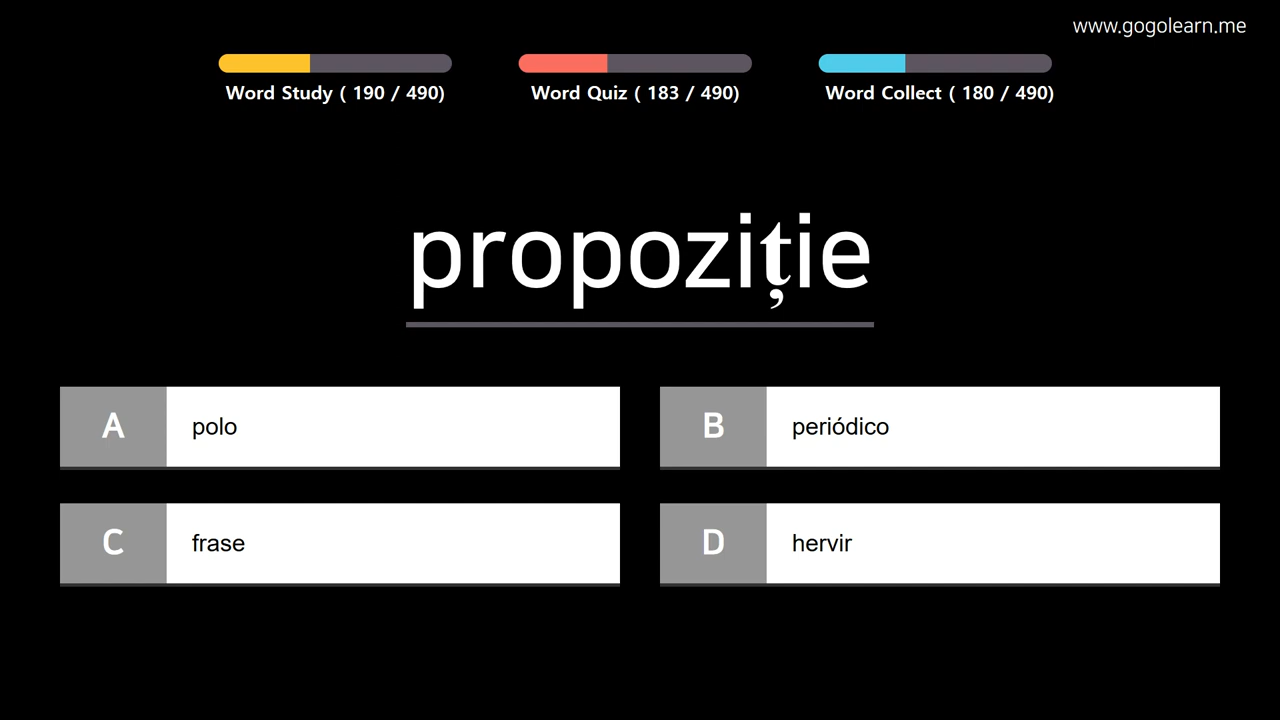 www.gogolearn.me
Word Study ( 190 / 490)
Word Quiz ( 183 / 490)
Word Collect ( 180 / 490)
propoziție
A polo
B periódico
C frase
D hervir